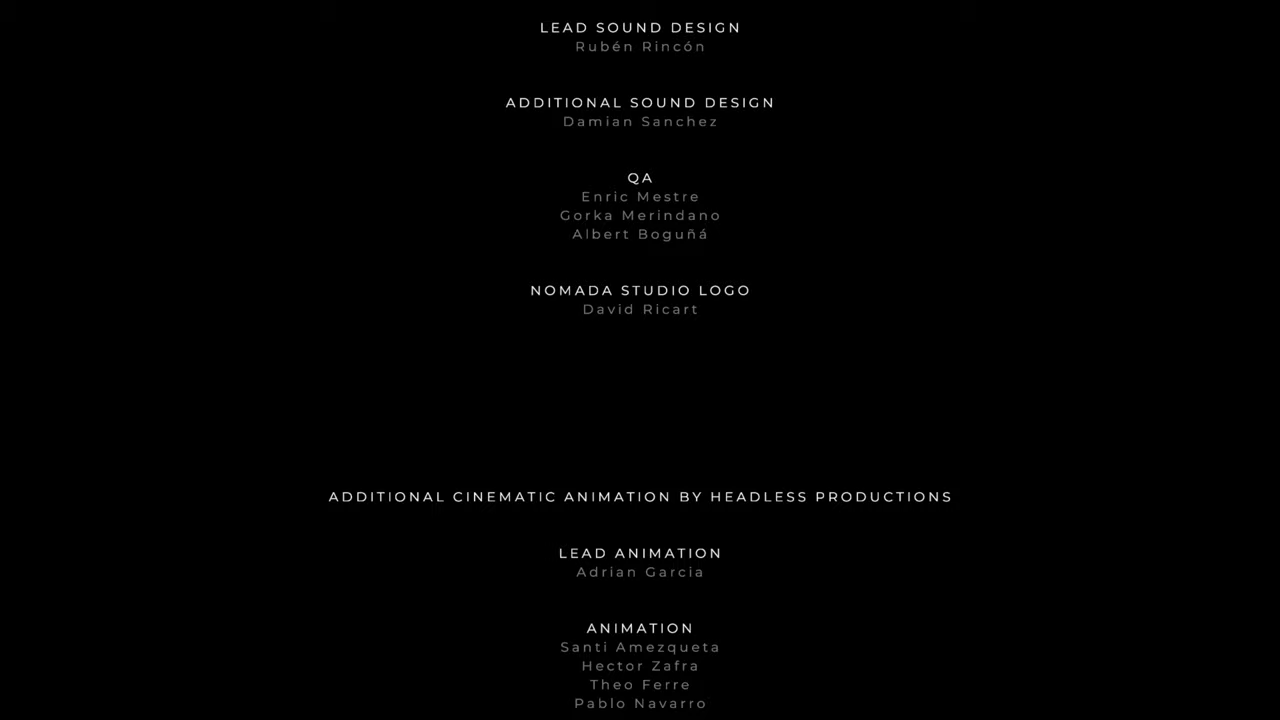 LEAD SOUND DESIGN
Rubén Rincón
ADDITIONAL SOUND DESIGN
Damian Sanchez
QA
Enric Mestre
Gorka Merindano
Albert Boguñá
NOMADA STUDIO LOGO
David Ricart
ADDITIONAL CINEMATIC ANIMATION BY HEADLESS PRODUCTIONS
LEAD ANIMATION
Adrian Garcia
ANIMATION
Santi Amezqueta
Hector Zafra
Theo Ferre
Pablo Navarro